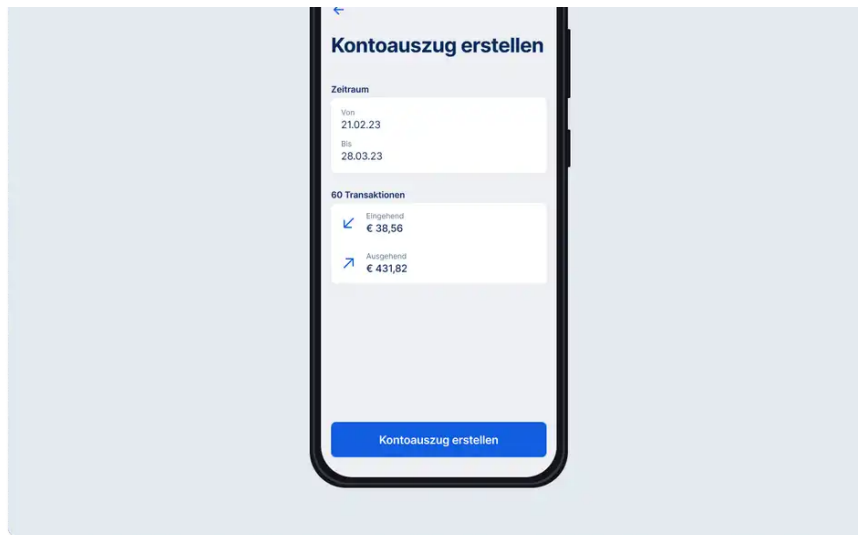 Kontoauszug erstellen
Zeitraum
Von
21.02.23
Bis
28.03.23
60 Transaktionen
Eingehend
€ 38,56
Ausgehend
€ 431,82
Kontoauszug erstellen